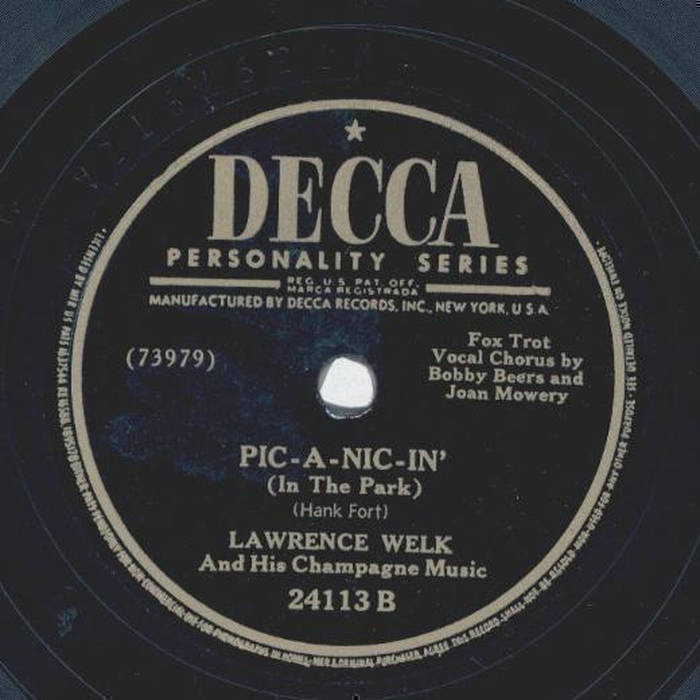 DECCA
PERSONALITY SERIES
REG. U.S. PAT. OFF.
MARCA REGISTRADA
MANUFACTURED BY DECCA RECORDS, INC., NEW YORK, U.S.A.
(73979)
Fox Trot
Vocal Chorus by
Bobby Beers and
Joan Mowery
PIC-A-NIC-IN'
(In The Park)
(Hank Fort)
LAWRENCE WELK
And His Champagne Music
24113 B